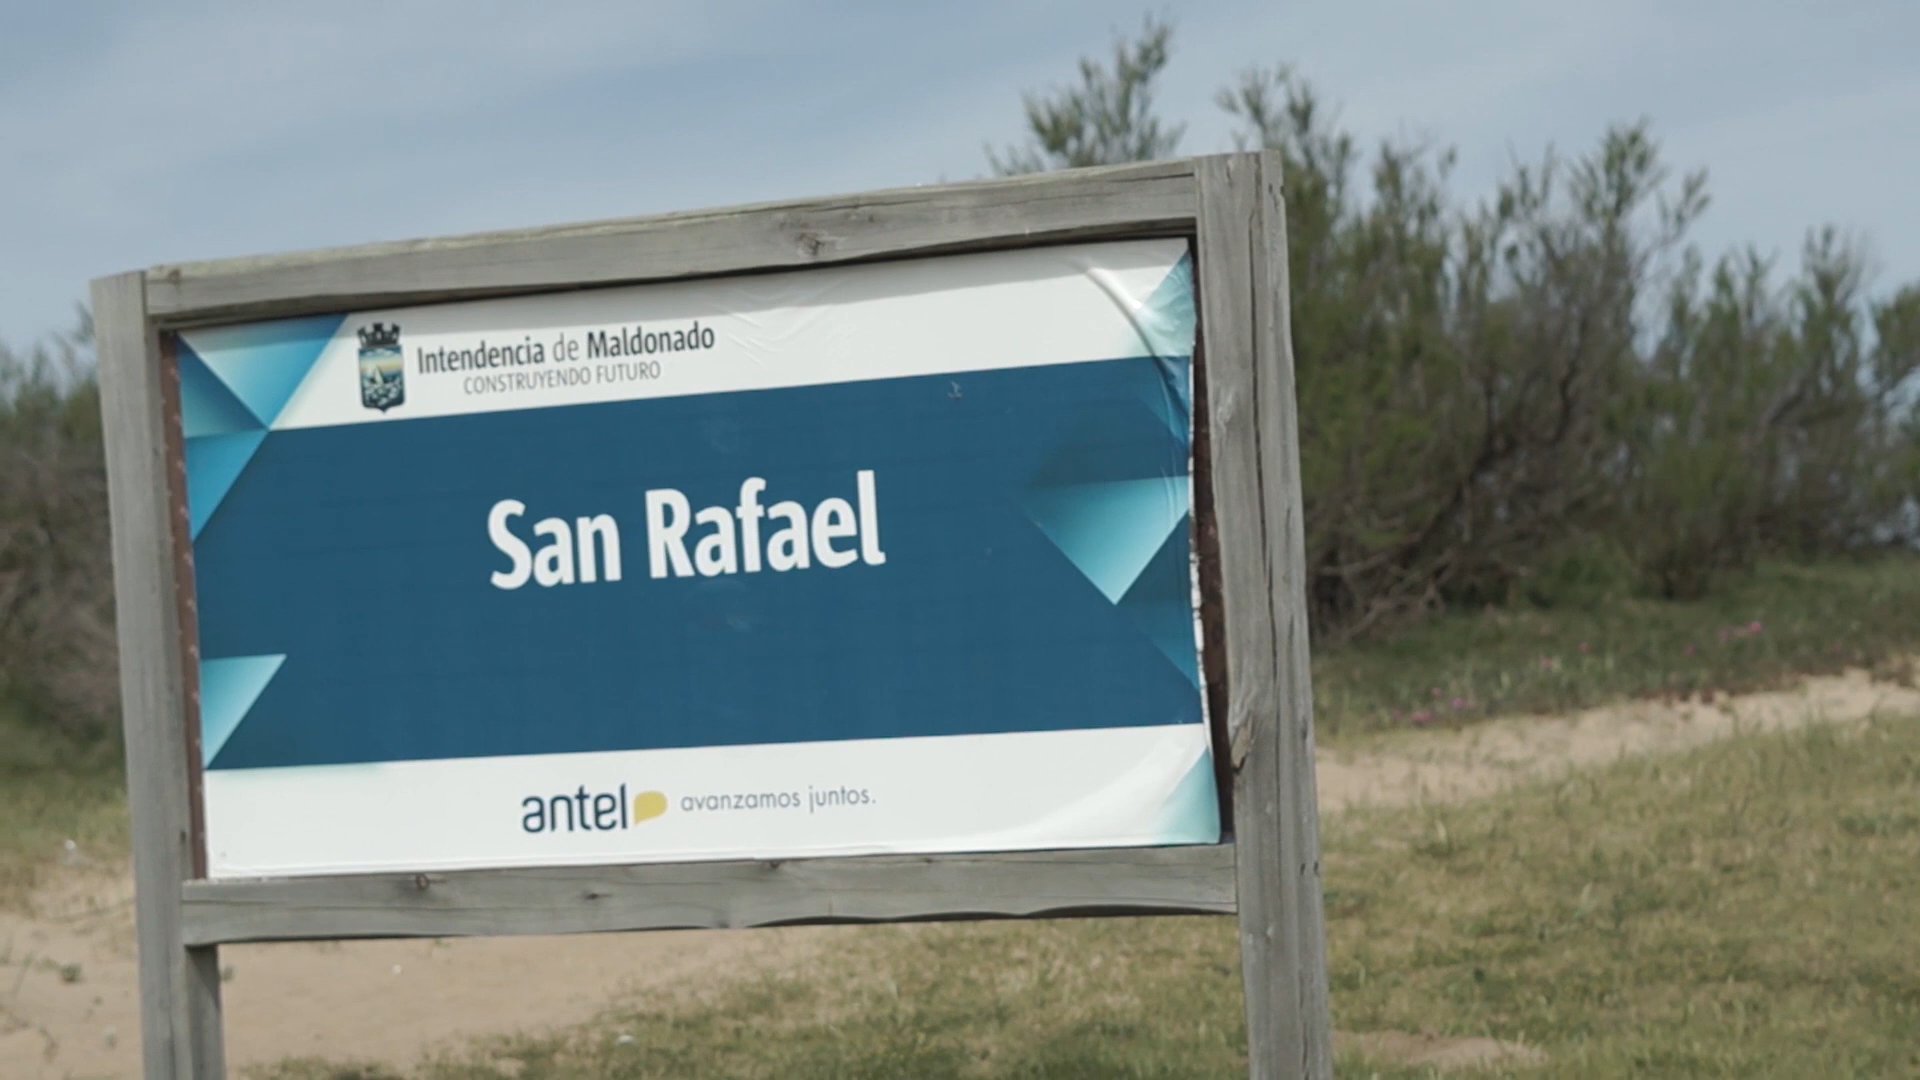 Intendencia de Maldonado
CONSTRUYENDO FUTURO
San Rafael
antel avanzamos juntos.